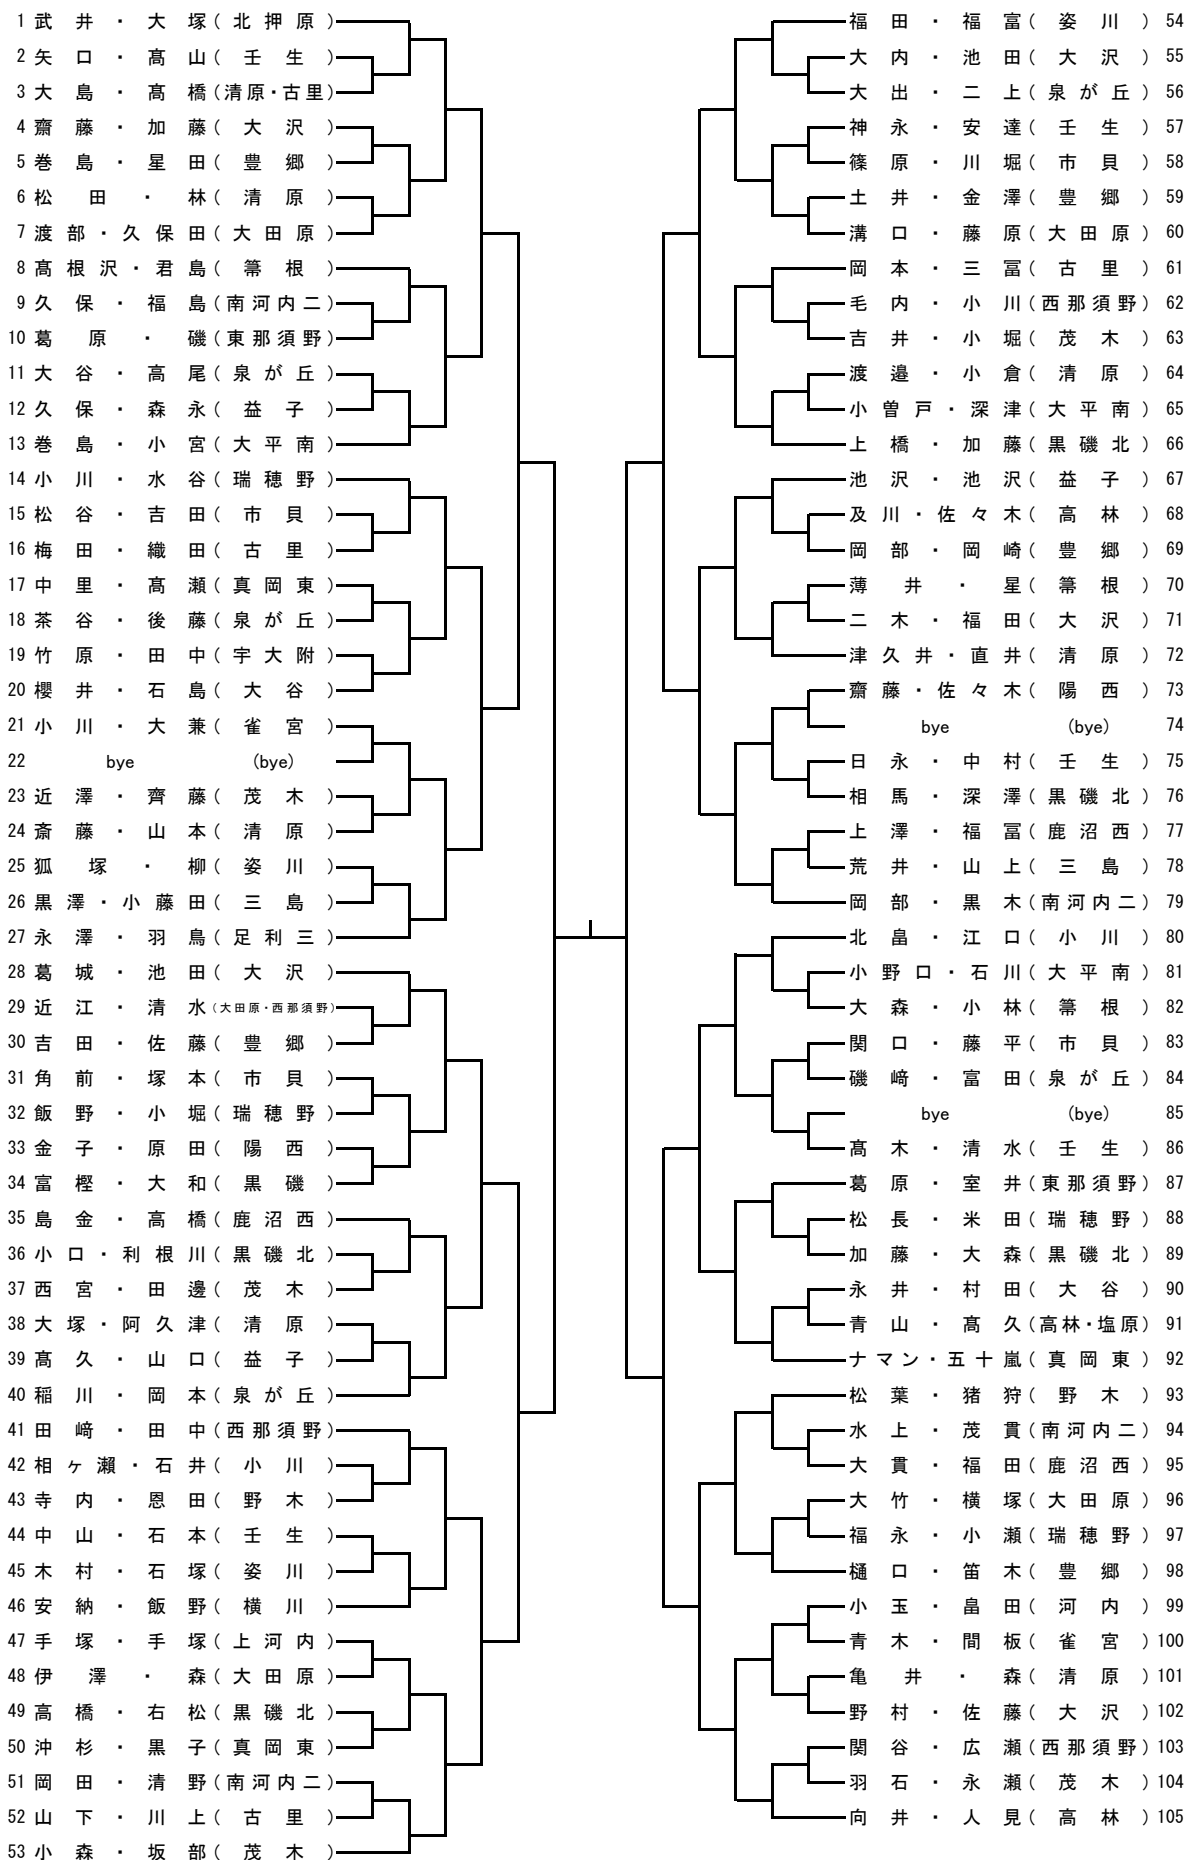 1 武井・大塚(北押原)
2 矢口・髙山(壬生)
3 大島・髙橋(清原・古里)
4 齋藤・加藤(大沢)
5 巻島・星田(豊郷)
6 松田・林(清原)
7 渡部・久保田(大田原)
8 髙根沢・君島(箒根)
9 久保・福島(南河内二)
10 葛原・磯(東那須野)
11 大谷・高尾(泉が丘)
12 久保・森永(益子)
13 巻島・小宮(大平南)
14 小川・水谷(瑞穂野)
15 松谷・吉田(市貝)
16 梅田・織田(古里)
17 中里・髙瀬(真岡東)
18 茶谷・後藤(泉が丘)
19 竹原・田中(宇大附)
20 櫻井・石島(大谷)
21 小川・大兼(雀宮)
22 bye (bye)
23 近澤・齊藤(茂木)
24 斎藤・山本(清原)
25 狐塚・柳(姿川)
26 黒澤・小藤田(三島)
27 永澤・羽鳥(足利三)
28 葛城・池田(大沢)
29 近江・清水(大田原・西那須野)
30 吉田・佐藤(豊郷)
31 角前・塚本(市貝)
32 飯野・小堀(瑞穂野)
33 金子・原田(陽西)
34 富樫・大和(黒磯)
35 島金・高橋(鹿沼西)
36 小口・利根川(黒磯北)
37 西宮・田邊(茂木)
38 大塚・阿久津(清原)
39 髙久・山口(益子)
40 稲川・岡本(泉が丘)
41 田﨑・田中(西那須野)
42 相ヶ瀬・石井(小川)
43 寺内・恩田(野木)
44 中山・石本(壬生)
45 木村・石塚(姿川)
46 安納・飯野(横川)
47 手塚・手塚(上河内)
48 伊澤・森(大田原)
49 高橋・右松(黒磯北)
50 沖杉・黒子(真岡東)
51 岡田・清野(南河内二)
52 山下・川上(古里)
53 小森・坂部(茂木)
福田・福富(姿川) 54
大内・池田(大沢) 55
大出・二上(泉が丘) 56
神永・安達(壬生) 57
篠原・川堀(市貝) 58
土井・金澤(豊郷) 59
溝口・藤原(大田原) 60
岡本・三冨(古里) 61
毛内・小川(西那須野) 62
吉井・小堀(茂木) 63
渡邉・小倉(清原) 64
小曽戸・深津(大平南) 65
上橋・加藤(黒磯北) 66
池沢・池沢(益子) 67
及川・佐々木(高林) 68
岡部・岡崎(豊郷) 69
薄井・星(箒根) 70
二木・福田(大沢) 71
津久井・直井(清原) 72
齋藤・佐々木(陽西) 73
bye (bye) 74
日永・中村(壬生) 75
相馬・深澤(黒磯北) 76
上澤・福冨(鹿沼西) 77
荒井・山上(三島) 78
岡部・黒木(南河内二) 79
北畠・江口(小川) 80
小野口・石川(大平南) 81
大森・小林(箒根) 82
関口・藤平(市貝) 83
磯﨑・富田(泉が丘) 84
bye (bye) 85
髙木・清水(壬生) 86
葛原・室井(東那須野) 87
松長・米田(瑞穂野) 88
加藤・大森(黒磯北) 89
永井・村田(大谷) 90
青山・髙久(高林・塩原) 91
ナマン・五十嵐(真岡東) 92
松葉・猪狩(野木) 93
水上・茂貫(南河内二) 94
大貫・福田(鹿沼西) 95
大竹・横塚(大田原) 96
福永・小瀬(瑞穂野) 97
樋口・笛木(豊郷) 98
小玉・畠田(河内) 99
青木・間板(雀宮) 100
亀井・森(清原) 101
野村・佐藤(大沢) 102
関谷・広瀬(西那須野) 103
羽石・永瀬(茂木) 104
向井・人見(高林) 105